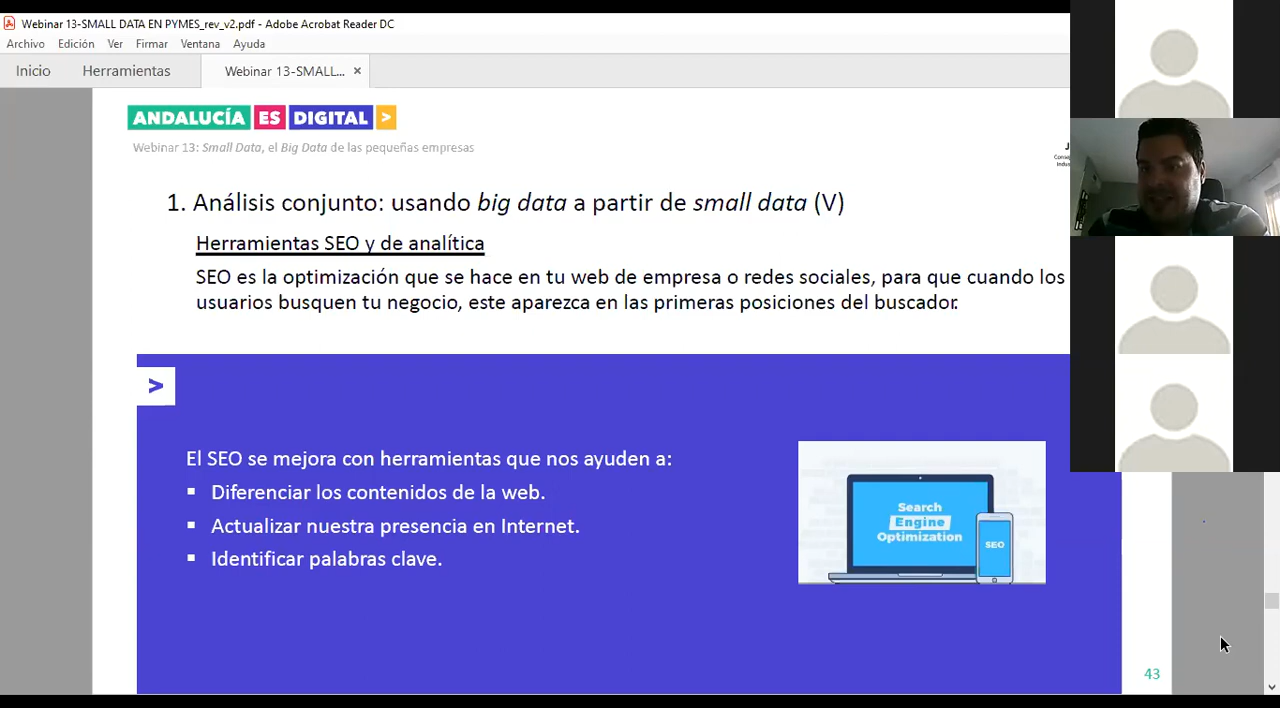 Webinar 13-SMALL DATA EN PYMES_rev_v2.pdf - Adobe Acrobat Reader DC
Archivo Edición Ver Firmar Ventana Ayuda
Inicio Herramientas Webinar 13-SMALL... ×
ANDALUCÍA ES DIGITAL >
Webinar 13: Small Data, el Big Data de las pequeñas empresas
1. Análisis conjunto: usando big data a partir de small data (V)
Herramientas SEO y de analítica
SEO es la optimización que se hace en tu web de empresa o redes sociales, para que cuando los
usuarios busquen tu negocio, este aparezca en las primeras posiciones del buscador.
>
El SEO se mejora con herramientas que nos ayuden a:
▪ Diferenciar los contenidos de la web.
▪ Actualizar nuestra presencia en Internet.
▪ Identificar palabras clave.
Search
Engine
Optimization
SEO
43